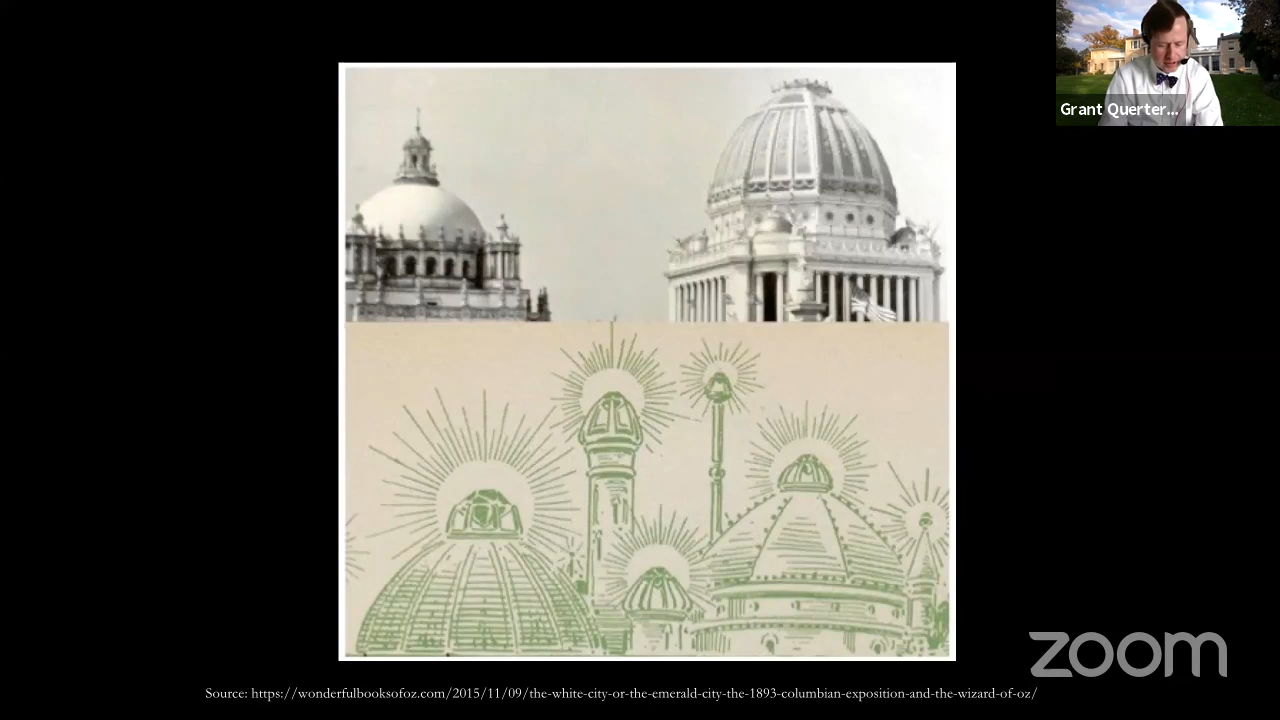 Grant Querter...
zoom
Source: https://wonderfulbooksofoz.com/2015/11/09/the-white-city-or-the-emerald-city-the-1893-columbian-exposition-and-the-wizard-of-oz/